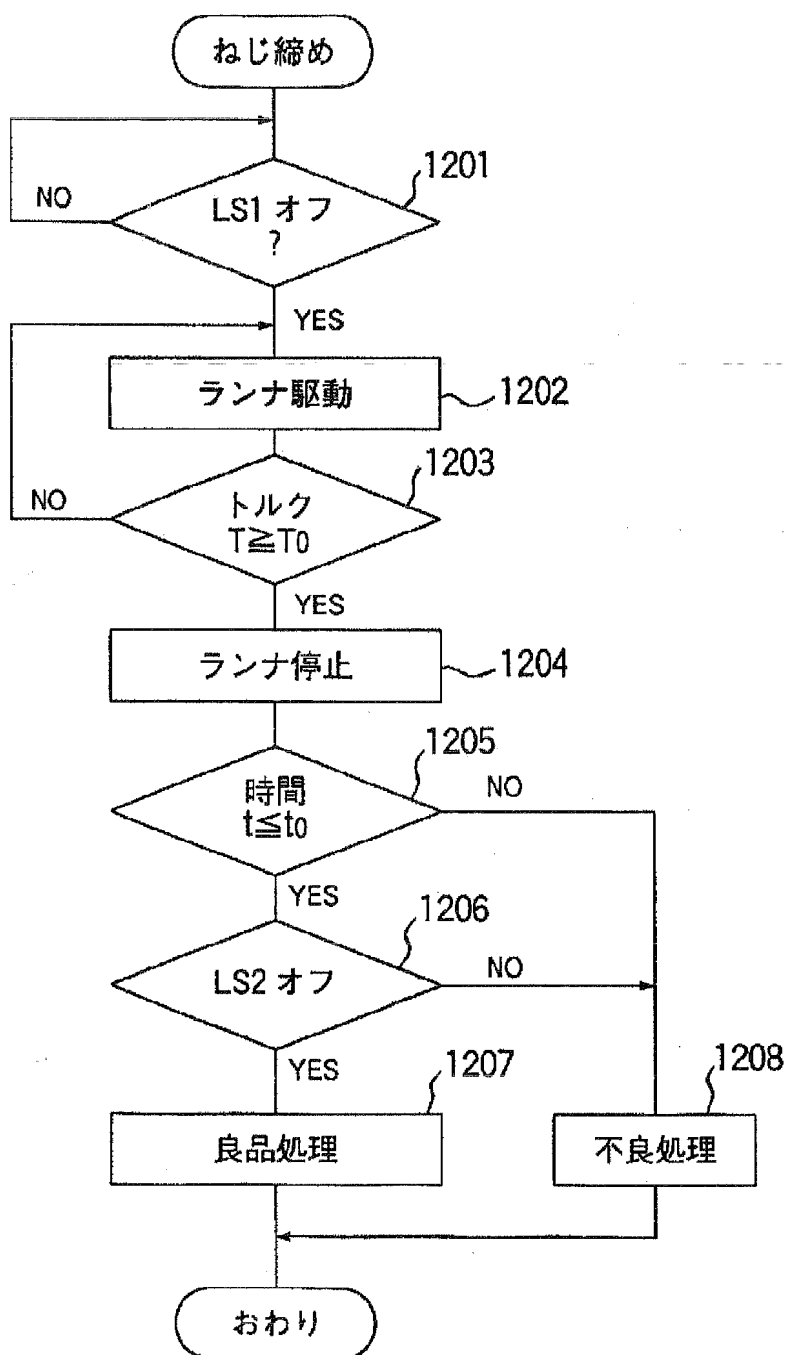 ねじ締め
1201
LS1 オフ
?
NO
YES
ランナ駆動
1202
1203
トルク
T≧T0
NO
YES
ランナ停止
1204
1205
時間
t≦t0
NO
YES
1206
LS2 オフ
NO
YES
1207
良品処理
1208
不良処理
おわり